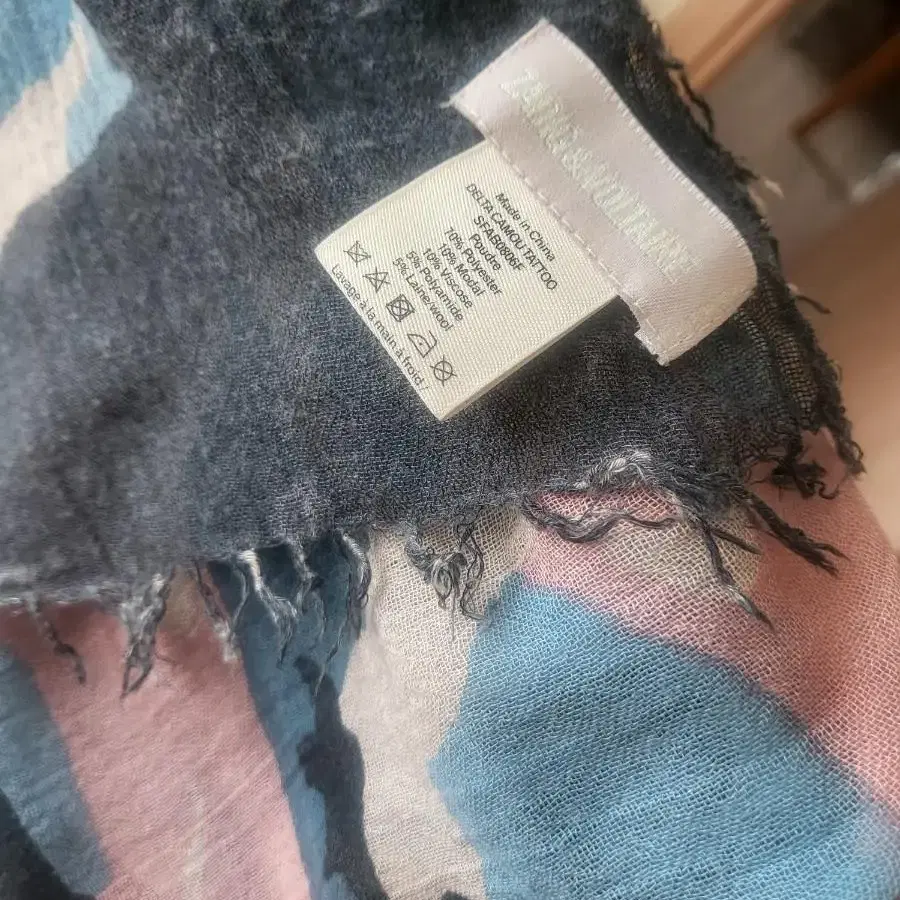 ZADIG & VOLTAIRE
Made in China
DELTA CAMOU TATTOO
SFAB0806F
Poudre
70% Polyester
10% Modal
10% Viscose
5% Polyamide
5% Laine/wool
Lavage à la main, à froid